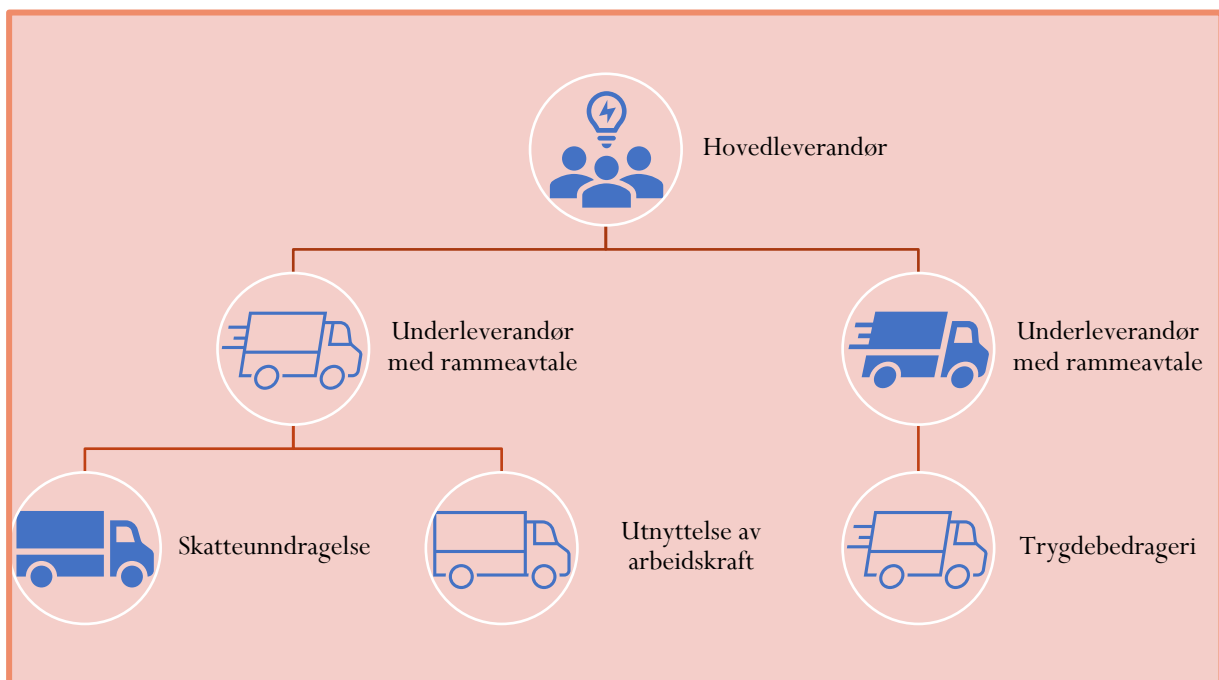 Hovedleverandør
Underleverandør
med rammeavtale
Underleverandør
med rammeavtale
Skatteunndragelse
Utnyttelse av
arbeidskraft
Trygdebedrageri